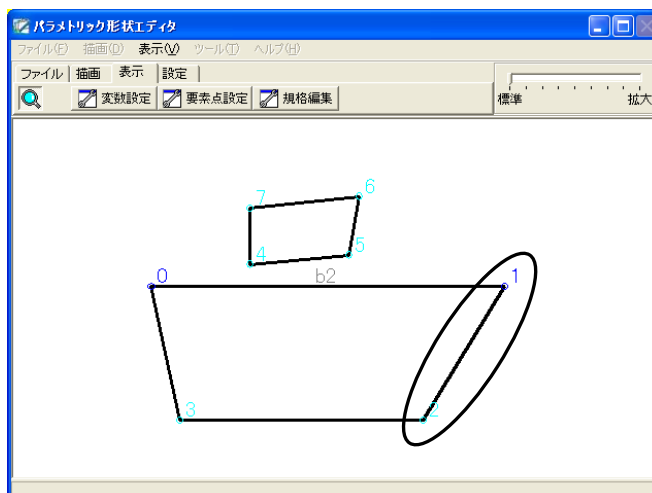 パラメトリック形状エディタ
ファイル(F) 描画(D) 表示(V) ツール(T) ヘルプ(H)
ファイル 描画 表示 設定
変数設定 要素点設定 規格編集
標準 拡大
7 6
4 5
0 b2 1
3 2